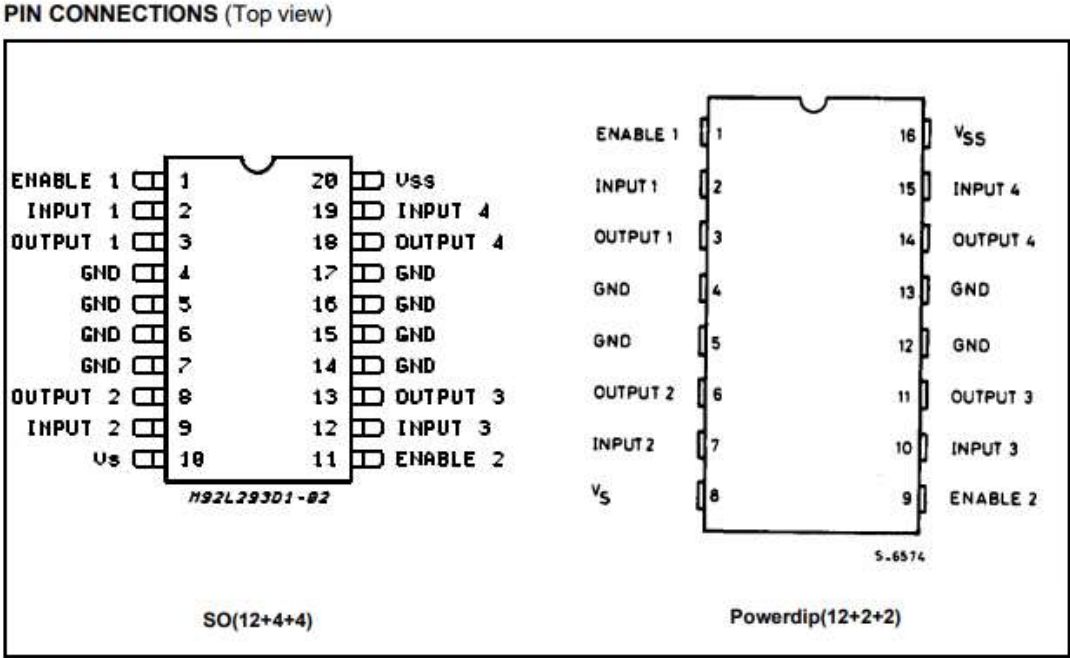 PIN CONNECTIONS (Top view)
ENABLE 1 1 20 Vss
INPUT 1 2 19 INPUT 4
OUTPUT 1 3 18 OUTPUT 4
GND 4 17 GND
GND 5 16 GND
GND 6 15 GND
GND 7 14 GND
OUTPUT 2 8 13 OUTPUT 3
INPUT 2 9 12 INPUT 3
Vs 10 11 ENABLE 2
M92L293D1-02
SO(12+4+4)
ENABLE 1 1 16 VSS
INPUT 1 2 15 INPUT 4
OUTPUT 1 3 14 OUTPUT 4
GND 4 13 GND
GND 5 12 GND
OUTPUT 2 6 11 OUTPUT 3
INPUT 2 7 10 INPUT 3
VS 8 9 ENABLE 2
S-6574
Powerdip(12+2+2)